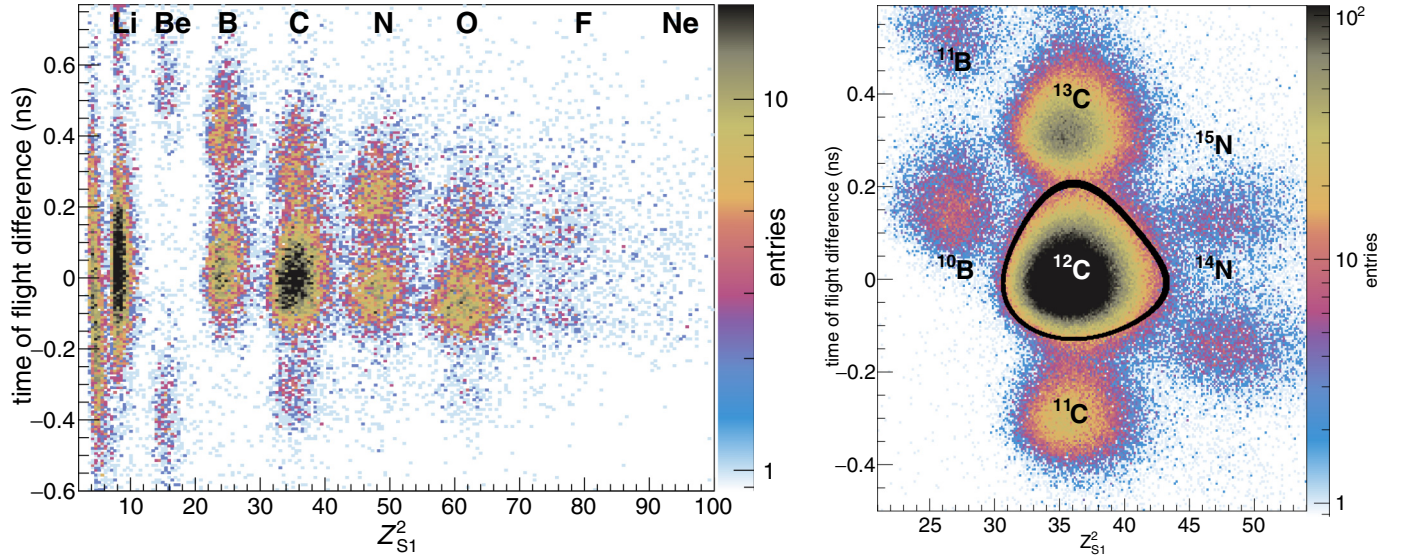 Li Be B C N O F Ne
time of flight difference (ns)
0.6
0.4
0.2
0
−0.2
−0.4
−0.6
10 20 30 40 50 60 70 80 90 100
Z²S1
10
1
entries
time of flight difference (ns)
0.4
0.2
0
−0.2
−0.4
¹¹B
¹³C
¹⁵N
¹⁰B
¹²C
¹⁴N
¹¹C
25 30 35 40 45 50
Z²S1
10²
10
1
entries